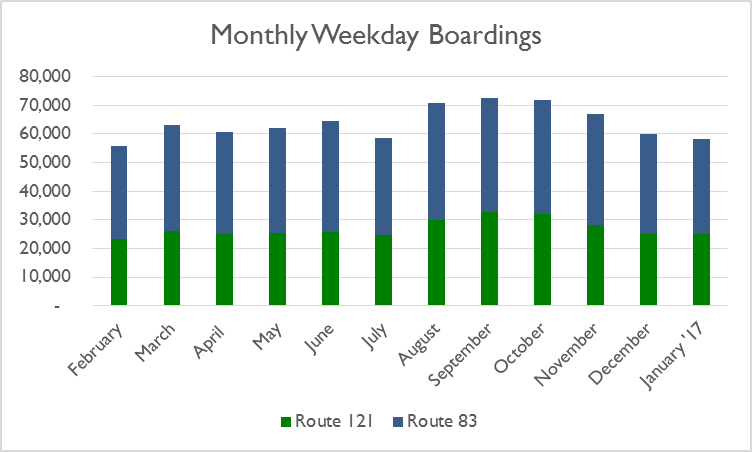 Monthly Weekday Boardings
80,000
70,000
60,000
50,000
40,000
30,000
20,000
10,000
-
February
March
April
May
June
July
August
September
October
November
December
January '17
Route 121
Route 83